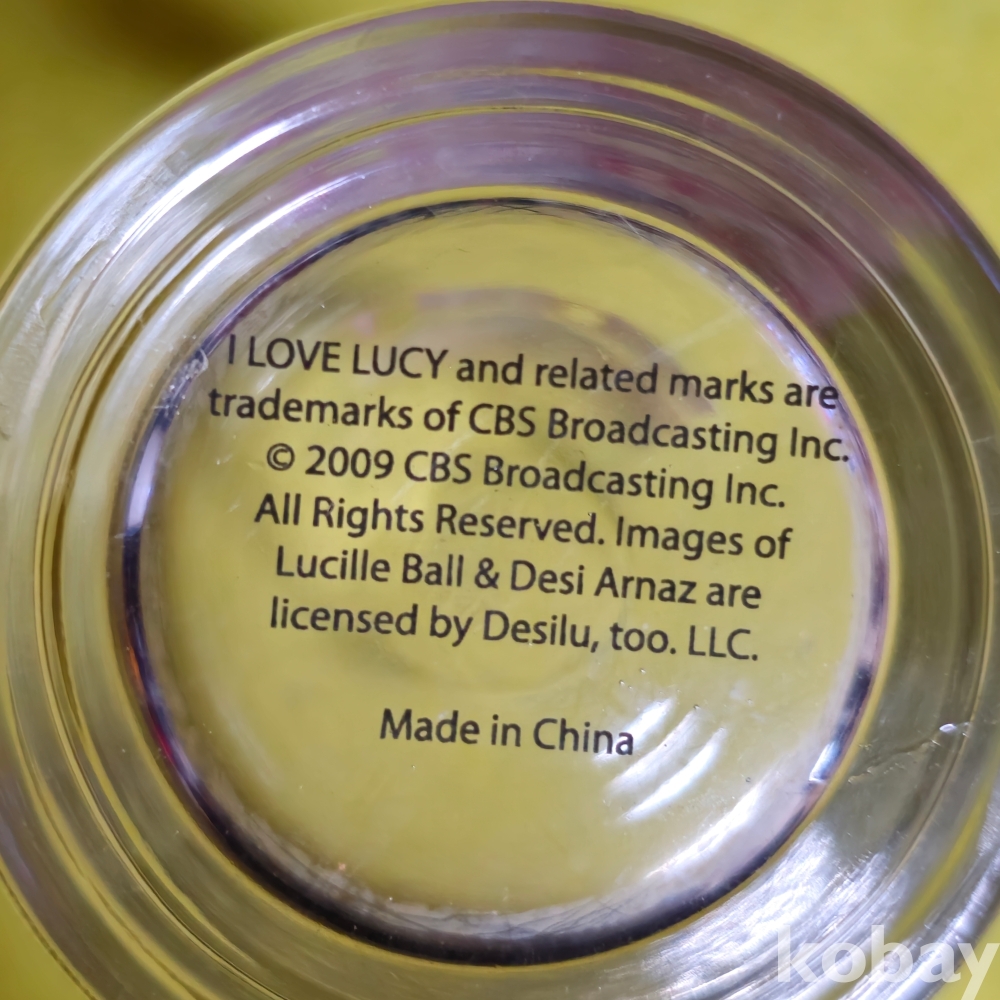 I LOVE LUCY and related marks are
trademarks of CBS Broadcasting Inc.
© 2009 CBS Broadcasting Inc.
All Rights Reserved. Images of
Lucille Ball & Desi Arnaz are
licensed by Desilu, too. LLC.
Made in China
kobay